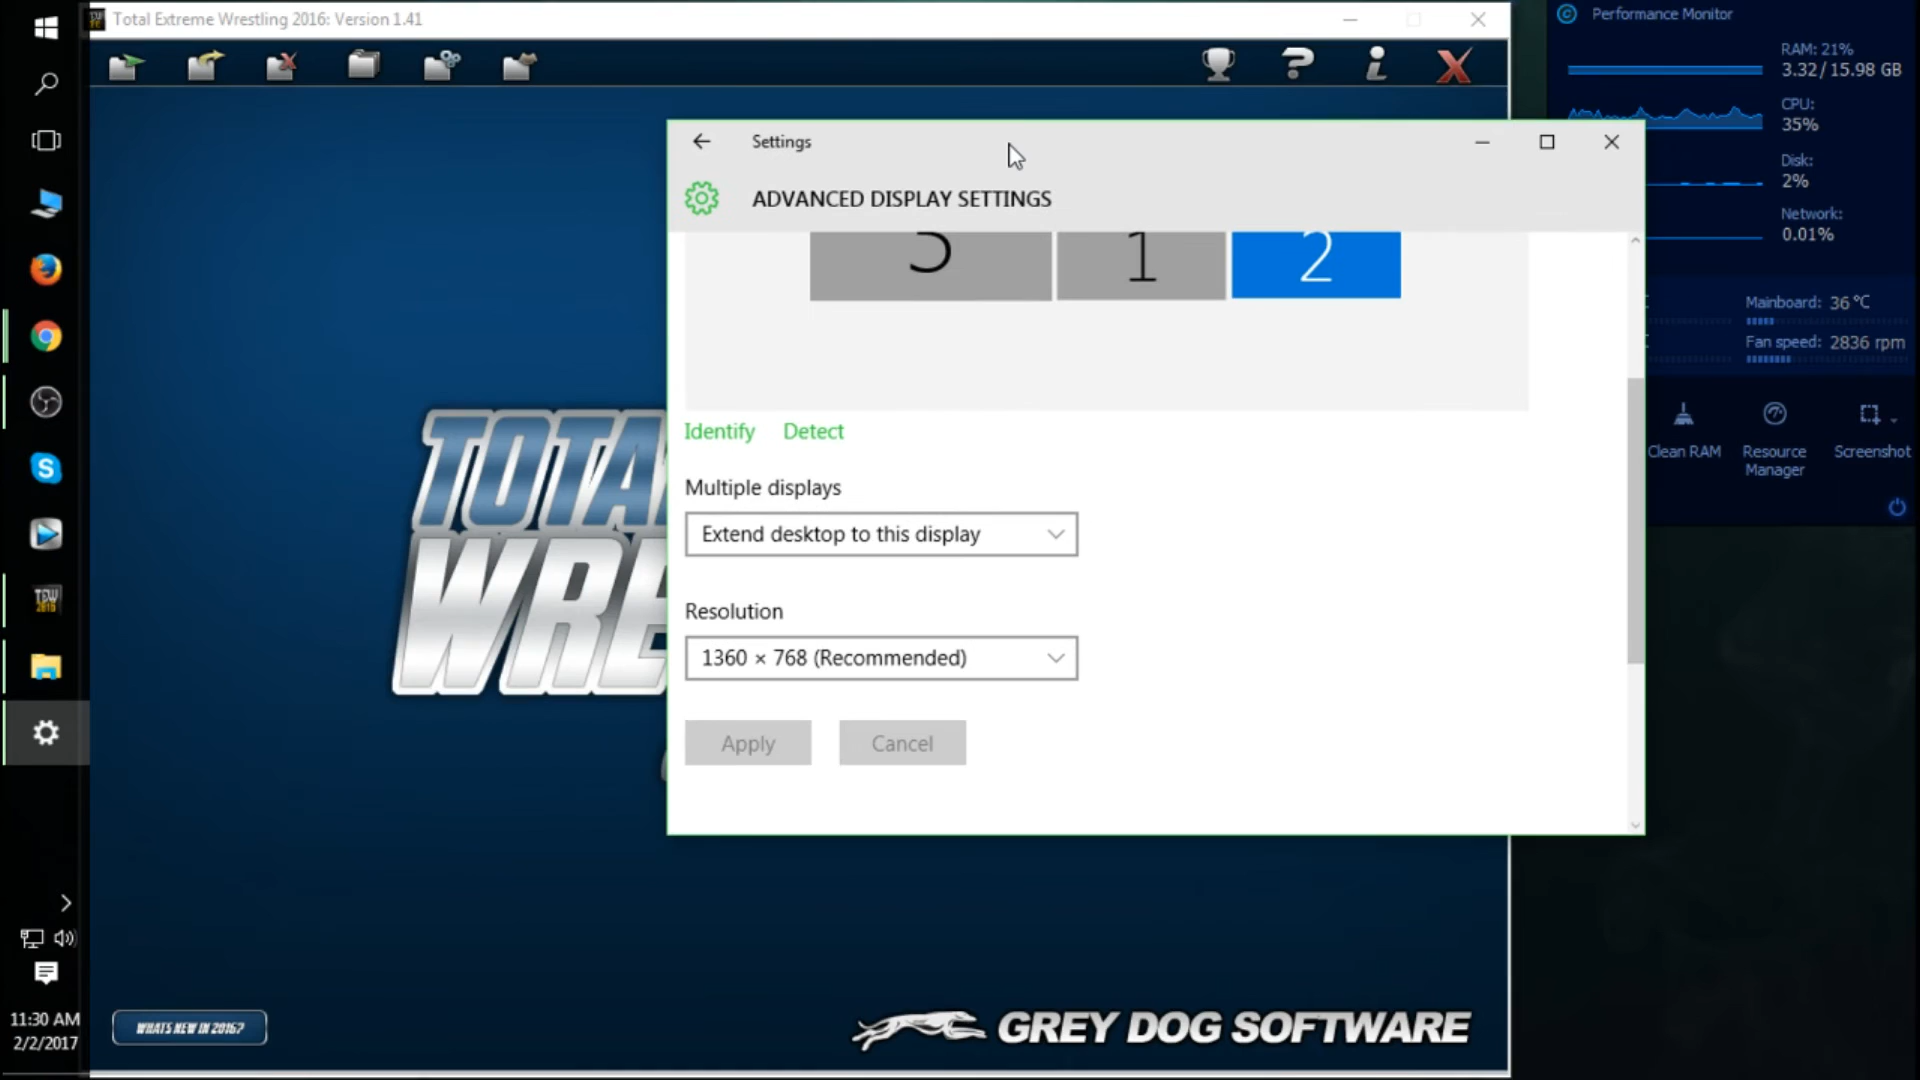 Total Extreme Wrestling 2016: Version 1.41
Performance Monitor
RAM: 21%
3.32 / 15.98 GB
CPU:
35%
Disk:
2%
Network:
0.01%
Mainboard: 36 °C
Fan speed: 2836 rpm
Clean RAM
Resource
Manager
Screenshot
Settings
ADVANCED DISPLAY SETTINGS
3 1 2
Identify Detect
Multiple displays
Extend desktop to this display
Resolution
1360 × 768 (Recommended)
Apply Cancel
TOTA
WRE
TEW
2016
11:30 AM
2/2/2017
WHATS NEW IN 2016?
GREY DOG SOFTWARE